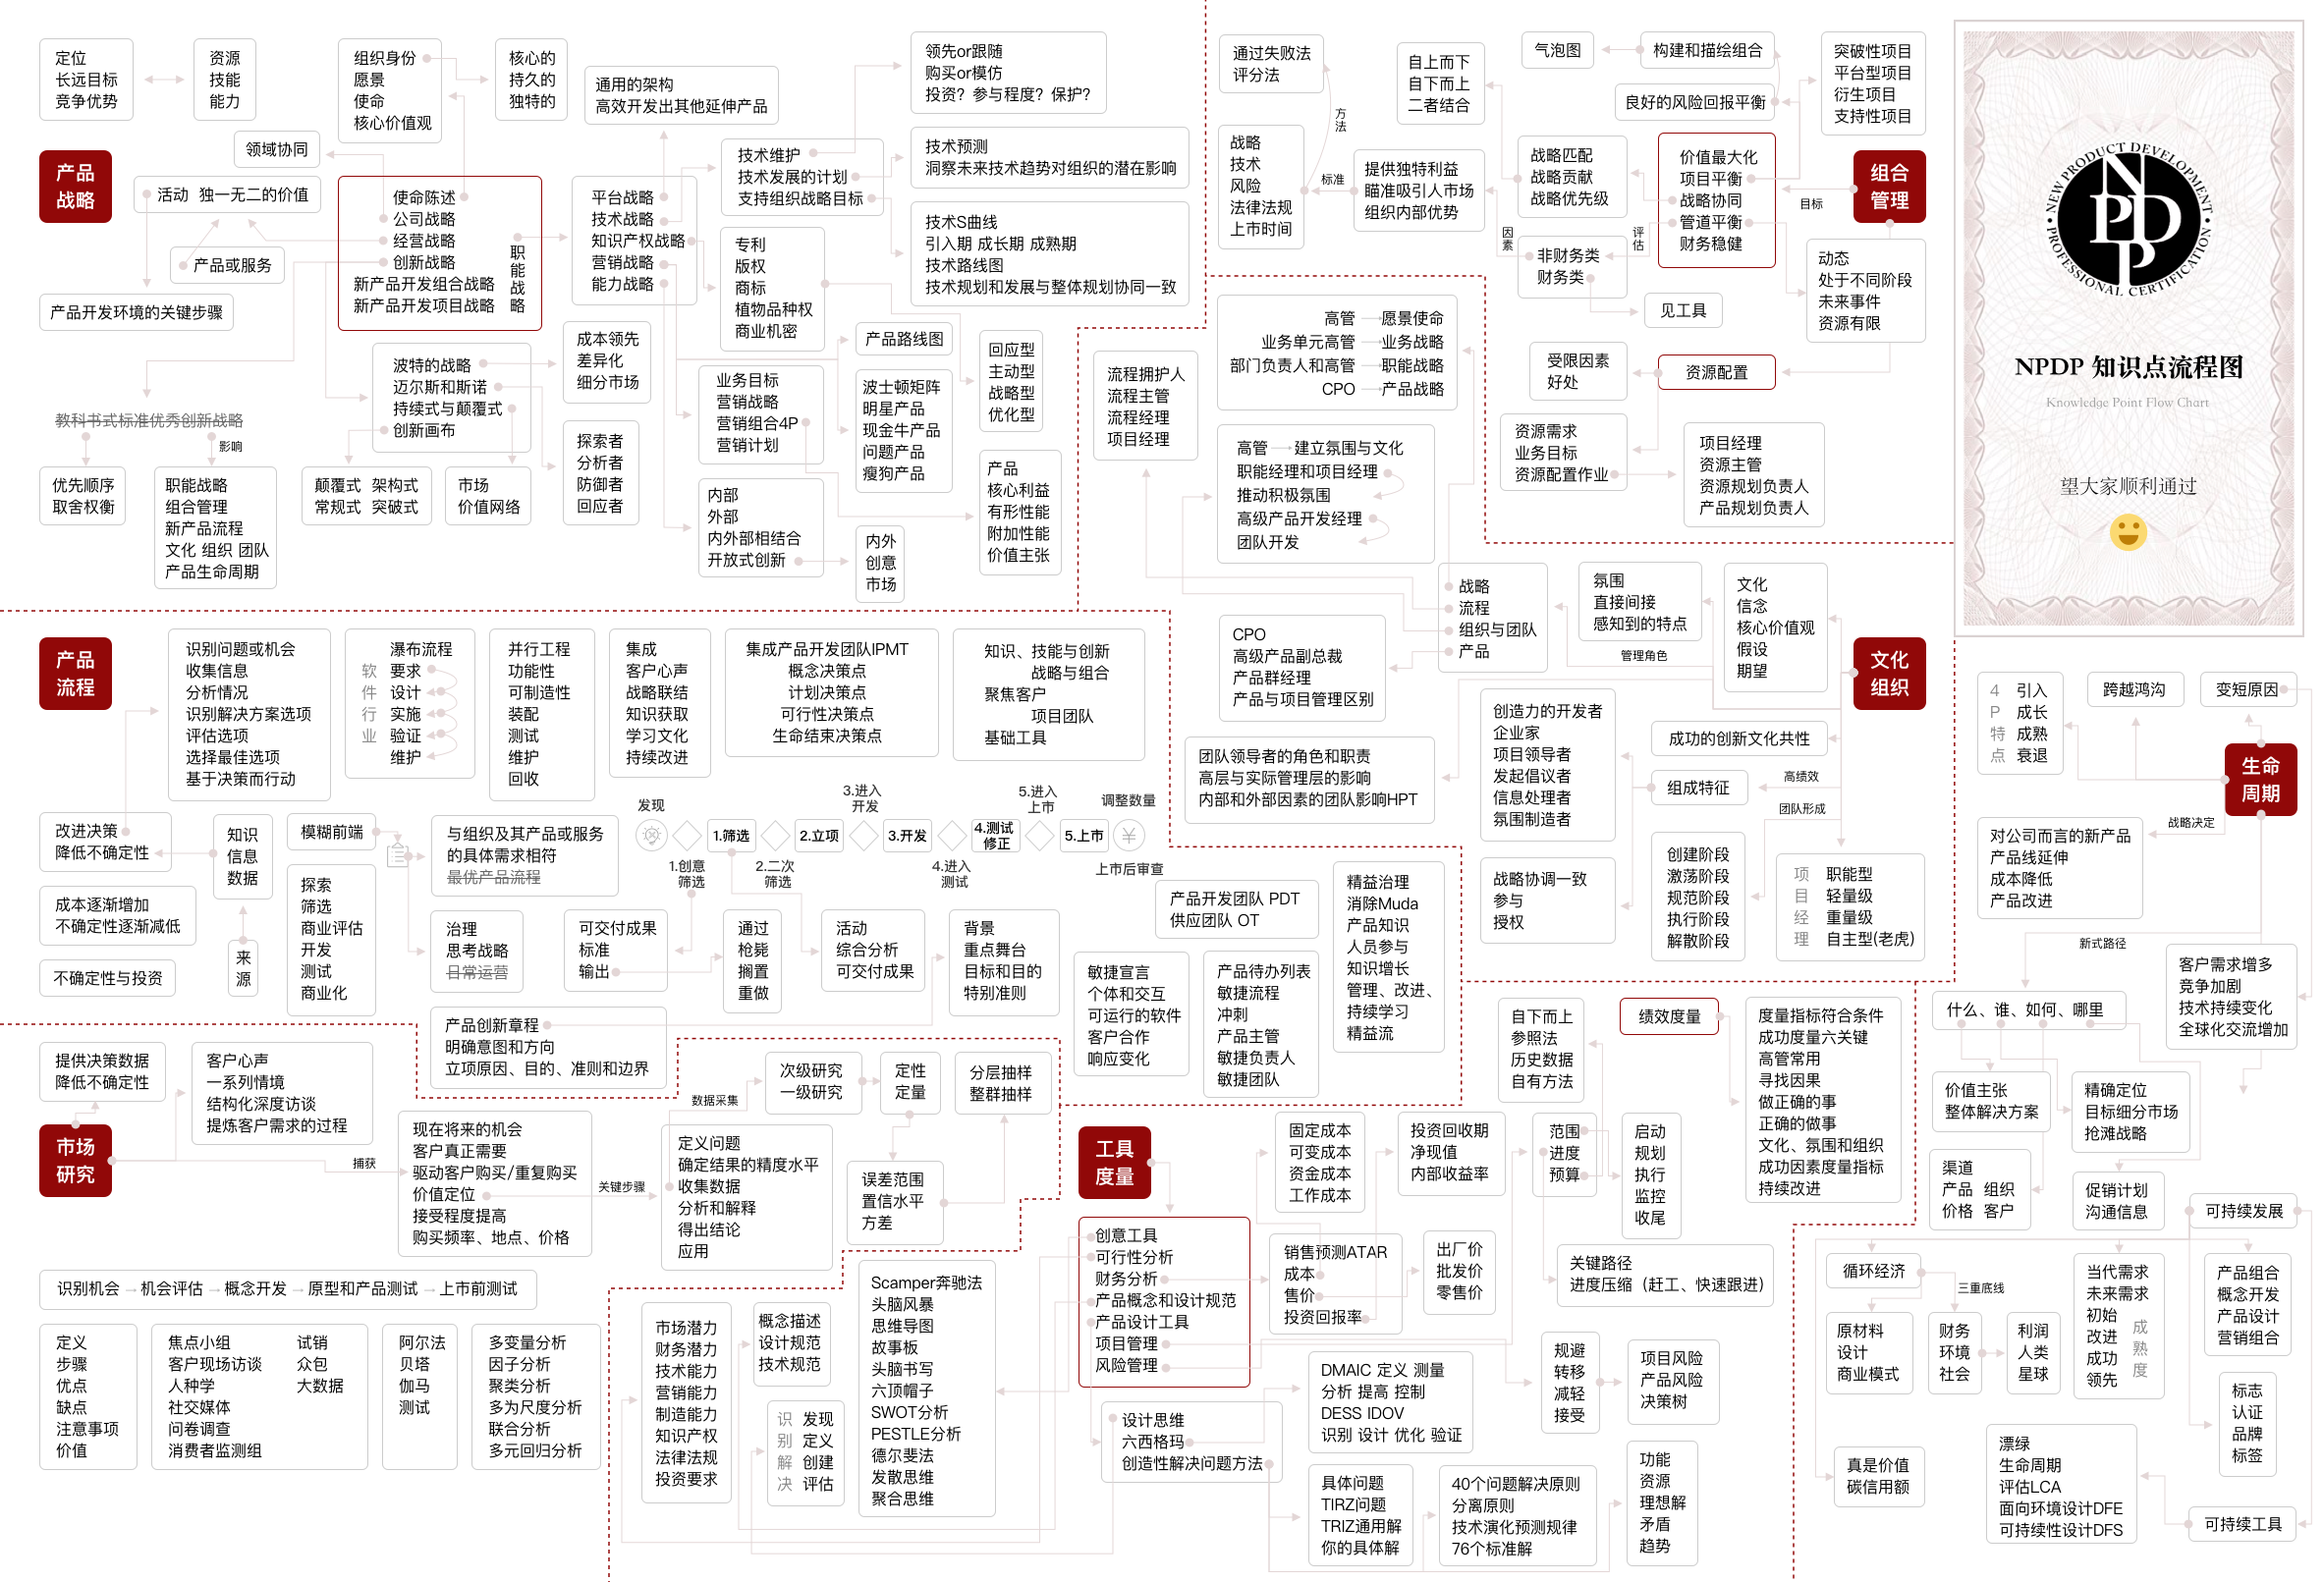 产品
战略
定位
长远目标
竞争优势
资源
技能
能力
组织身份
愿景
使命
核心价值观
核心的
持久的
独特的
领域协同
活动 独一无二的价值
产品或服务
产品开发环境的关键步骤
使命陈述
公司战略
经营战略
创新战略
新产品开发组合战略
新产品开发项目战略
职能战略
教科书式标准优秀创新战略
影响
优先顺序
取舍权衡
职能战略
组合管理
新产品流程
文化 组织 团队
产品生命周期
波特的战略
迈尔斯和斯诺
持续式与颠覆式
创新画布
颠覆式 架构式
常规式 突破式
市场
价值网络
成本领先
差异化
细分市场
探索者
分析者
防御者
回应者
通用的架构
高效开发出其他延伸产品
平台战略
技术战略
知识产权战略
营销战略
能力战略
技术维护
技术发展的计划
支持组织战略目标
领先or跟随
购买or模仿
投资？参与程度？保护？
技术预测
洞察未来技术趋势对组织的潜在影响
技术S曲线
引入期 成长期 成熟期
技术路线图
技术规划和发展与整体规划协同一致
专利
版权
商标
植物品种权
商业机密
业务目标
营销战略
营销组合4P
营销计划
内部
外部
内外部相结合
开放式创新
产品路线图
波士顿矩阵
明星产品
现金牛产品
问题产品
瘦狗产品
内外
创意
市场
回应型
主动型
战略型
优化型
产品
核心利益
有形性能
附加性能
价值主张
组合
管理
通过失败法
评分法
方法
战略
技术
风险
法律法规
上市时间
标准
提供独特利益
瞄准吸引人市场
组织内部优势
因素
自上而下
自下而上
二者结合
气泡图
构建和描绘组合
良好的风险回报平衡
突破性项目
平台型项目
衍生项目
支持性项目
战略匹配
战略贡献
战略优先级
非财务类
财务类
评估
价值最大化
项目平衡
战略协同
管道平衡
财务稳健
目标
见工具
动态
处于不同阶段
未来事件
资源有限
受限因素
好处
资源配置
资源需求
业务目标
资源配置作业
项目经理
资源主管
资源规划负责人
产品规划负责人
NEW PRODUCT DEVELOPMENT
PROFESSIONAL CERTIFICATION
NPDP
NPDP 知识点流程图
Knowledge Point Flow Chart
望大家顺利通过
文化
组织
高管 愿景使命
业务单元高管 业务战略
部门负责人和高管 职能战略
CPO 产品战略
流程拥护人
流程主管
流程经理
项目经理
高管 建立氛围与文化
职能经理和项目经理
推动积极氛围
高级产品开发经理
团队开发
战略
流程
组织与团队
产品
CPO
高级产品副总裁
产品群经理
产品与项目管理区别
氛围
直接间接
感知到的特点
管理角色
文化
信念
核心价值观
假设
期望
团队领导者的角色和职责
高层与实际管理层的影响
内部和外部因素的团队影响HPT
创造力的开发者
企业家
项目领导者
发起倡议者
信息处理者
氛围制造者
战略协调一致
参与
授权
成功的创新文化共性
高绩效
组成特征
团队形成
创建阶段
激荡阶段
规范阶段
执行阶段
解散阶段
项目经理
职能型
轻量级
重量级
自主型(老虎)
产品
流程
识别问题或机会
收集信息
分析情况
识别解决方案选项
评估选项
选择最佳选项
基于决策而行动
软件行业
瀑布流程
要求
设计
实施
验证
维护
并行工程
功能性
可制造性
装配
测试
维护
回收
集成
客户心声
战略联结
知识获取
学习文化
持续改进
集成产品开发团队IPMT
概念决策点
计划决策点
可行性决策点
生命结束决策点
知识、技能与创新
战略与组合
聚焦客户
项目团队
基础工具
改进决策
降低不确定性
成本逐渐增加
不确定性逐渐减低
不确定性与投资
知识
信息
数据
来源
模糊前端
探索
筛选
商业评估
开发
测试
商业化
与组织及其产品或服务
的具体需求相符
最优产品流程
治理
思考战略
日常运营
产品创新章程
明确意图和方向
立项原因、目的、准则和边界
发现
1.筛选
2.立项
3.进入
开发
3.开发
4.测试
修正
5.进入
上市
5.上市
调整数量
1.创意
筛选
2.二次
筛选
4.进入
测试
上市后审查
可交付成果
标准
输出
通过
枪毙
搁置
重做
活动
综合分析
可交付成果
背景
重点舞台
目标和目的
特别准则
产品开发团队 PDT
供应团队 OT
敏捷宣言
个体和交互
可运行的软件
客户合作
响应变化
产品待办列表
敏捷流程
冲刺
产品主管
敏捷负责人
敏捷团队
精益治理
消除Muda
产品知识
人员参与
知识增长
管理、改进、
持续学习
精益流
市场
研究
提供决策数据
降低不确定性
客户心声
一系列情境
结构化深度访谈
提炼客户需求的过程
捕获
现在将来的机会
客户真正需要
驱动客户购买/重复购买
价值定位
接受程度提高
购买频率、地点、价格
关键步骤
数据采集
定义问题
确定结果的精度水平
收集数据
分析和解释
得出结论
应用
次级研究
一级研究
定性
定量
分层抽样
整群抽样
误差范围
置信水平
方差
识别机会 机会评估 概念开发 原型和产品测试 上市前测试
定义
步骤
优点
缺点
注意事项
价值
焦点小组
客户现场访谈
人种学
社交媒体
问卷调查
消费者监测组
试销
众包
大数据
阿尔法
贝塔
伽马
测试
多变量分析
因子分析
聚类分析
多为尺度分析
联合分析
多元回归分析
工具
度量
创意工具
可行性分析
财务分析
产品概念和设计规范
产品设计工具
项目管理
风险管理
市场潜力
财务潜力
技术能力
营销能力
制造能力
知识产权
法律法规
投资要求
概念描述
设计规范
技术规范
识别解决
发现
定义
创建
评估
Scamper奔驰法
头脑风暴
思维导图
故事板
头脑书写
六顶帽子
SWOT分析
PESTLE分析
德尔斐法
发散思维
聚合思维
固定成本
可变成本
资金成本
工作成本
销售预测ATAR
成本
售价
投资回报率
投资回收期
净现值
内部收益率
出厂价
批发价
零售价
自下而上
参照法
历史数据
自有方法
范围
进度
预算
启动
规划
执行
监控
收尾
关键路径
进度压缩（赶工、快速跟进）
绩效度量
度量指标符合条件
成功度量六关键
高管常用
寻找因果
做正确的事
正确的做事
文化、氛围和组织
成功因素度量指标
持续改进
设计思维
六西格玛
创造性解决问题方法
DMAIC 定义 测量
分析 提高 控制
DESS IDOV
识别 设计 优化 验证
规避
转移
减轻
接受
项目风险
产品风险
决策树
具体问题
TIRZ问题
TRIZ通用解
你的具体解
40个问题解决原则
分离原则
技术演化预测规律
76个标准解
功能
资源
理想解
矛盾
趋势
生命
周期
4P特点
引入
成长
成熟
衰退
跨越鸿沟
变短原因
战略决定
对公司而言的新产品
产品线延伸
成本降低
产品改进
新式路径
客户需求增多
竞争加剧
技术持续变化
全球化交流增加
什么、谁、如何、哪里
价值主张
整体解决方案
精确定位
目标细分市场
抢滩战略
渠道
产品 组织
价格 客户
促销计划
沟通信息
可持续发展
循环经济
三重底线
原材料
设计
商业模式
财务
环境
社会
利润
人类
星球
当代需求
未来需求
初始
改进
成功
领先
成熟度
产品组合
概念开发
产品设计
营销组合
标志
认证
品牌
标签
真是价值
碳信用额
漂绿
生命周期
评估LCA
面向环境设计DFE
可持续性设计DFS
可持续工具